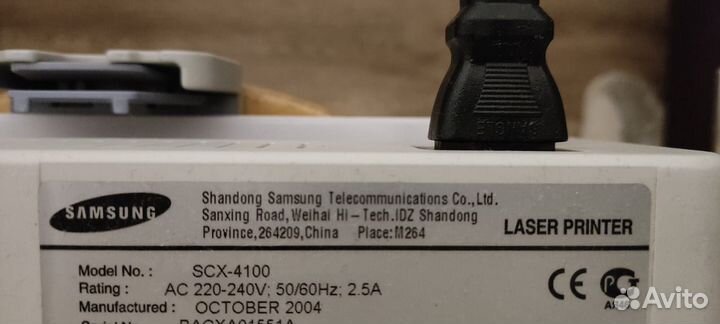 SAMSUNG
Shandong Samsung Telecommunications Co.,Ltd.
Sanxing Road,Weihai Hi-Tech.IDZ Shandong
Province,264209,China Place:M264
LASER PRINTER
Model No. : SCX-4100
Rating : AC 220-240V; 50/60Hz; 2.5A
Manufactured : OCTOBER 2004
CE
Avito